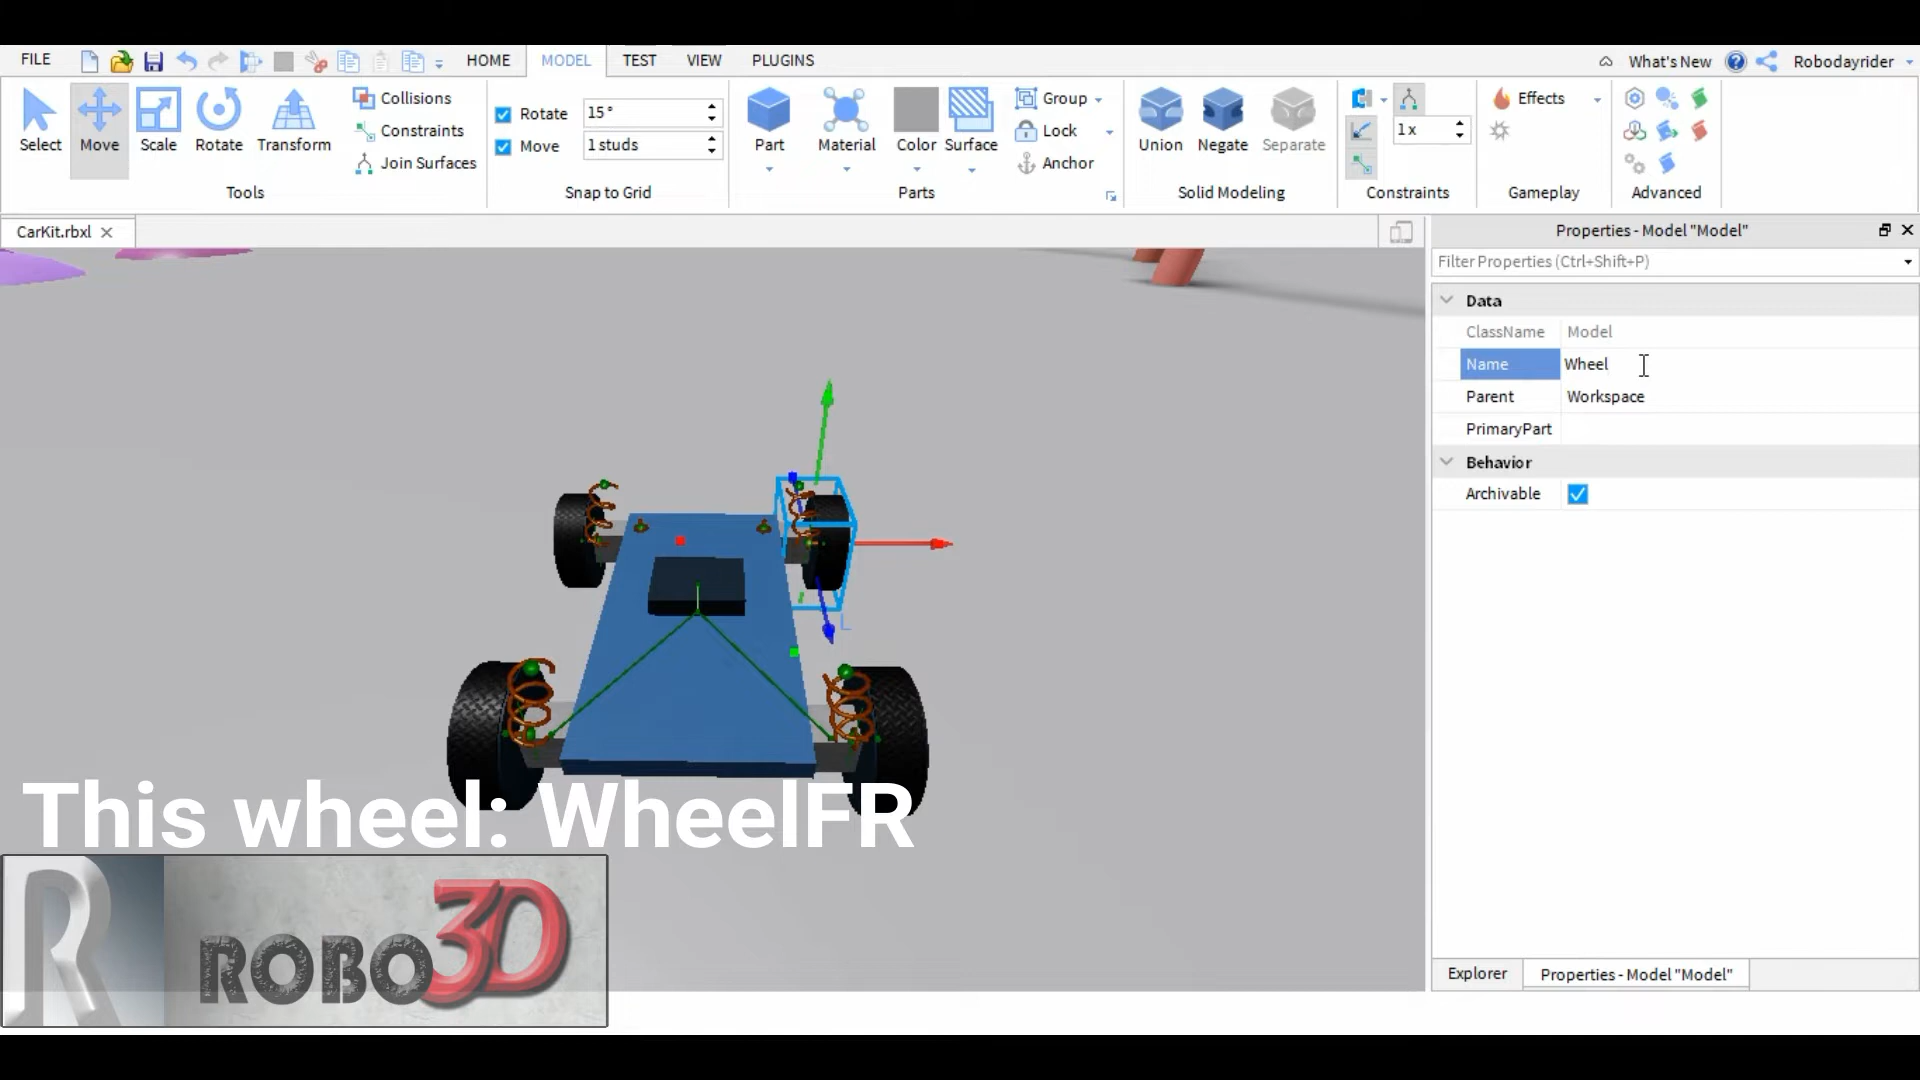 FILE
HOME
MODEL
TEST
VIEW
PLUGINS
What's New
Robodayrider
Select
Move
Scale
Rotate
Transform
Collisions
Constraints
Join Surfaces
Tools
Rotate
15°
Move
1 studs
Snap to Grid
Part
Material
Color
Surface
Group
Lock
Anchor
Parts
Union
Negate
Separate
Solid Modeling
1 x
Constraints
Effects
Gameplay
Advanced
CarKit.rbxl
Properties - Model "Model"
Filter Properties (Ctrl+Shift+P)
Data
ClassName Model
Name Wheel
Parent Workspace
PrimaryPart
Behavior
Archivable
L
This wheel: WheelFR
R ROBO 3D
Explorer
Properties - Model "Model"